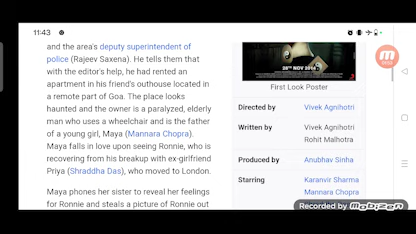 11:43
and the area's deputy superintendent of
police (Rajeev Saxena). He tells them that
with the editor's help, he had rented an
apartment in his friend's outhouse located in
a remote part of Goa. The place looks
haunted and the owner is a paralyzed, elderly
man who uses a wheelchair and is the father
of a young girl, Maya (Mannara Chopra).
Maya falls in love upon seeing Ronnie, who is
recovering from his breakup with ex-girlfriend
Priya (Shraddha Das), who moved to London.
Maya phones her sister to reveal her feelings
for Ronnie and steals a picture of Ronnie out
28TH NOV 2014
First Look Poster
Directed by Vivek Agnihotri
Written by Vivek Agnihotri
Rohit Malhotra
Produced by Anubhav Sinha
Starring Karanvir Sharma
Mannara Chopra
Recorded by Mobizen